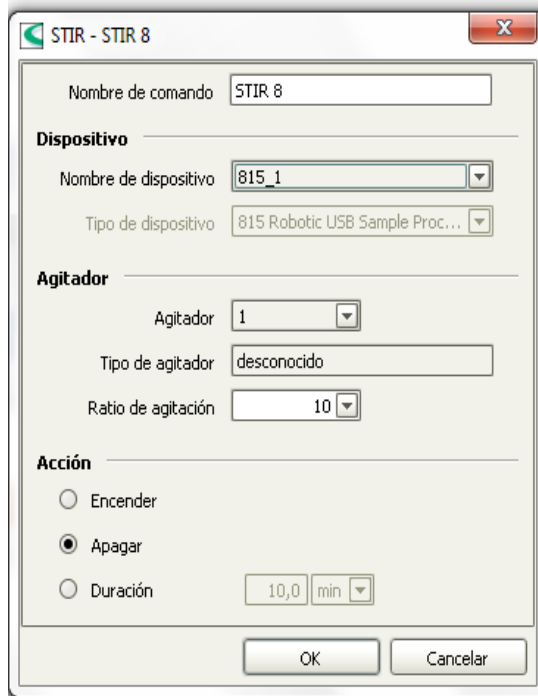 STIR - STIR 8
Nombre de comando STIR 8
Dispositivo
Nombre de dispositivo 815_1
Tipo de dispositivo 815 Robotic USB Sample Proc...
Agitador
Agitador 1
Tipo de agitador desconocido
Ratio de agitación 10
Acción
Encender
Apagar
Duración 10,0 min
OK Cancelar